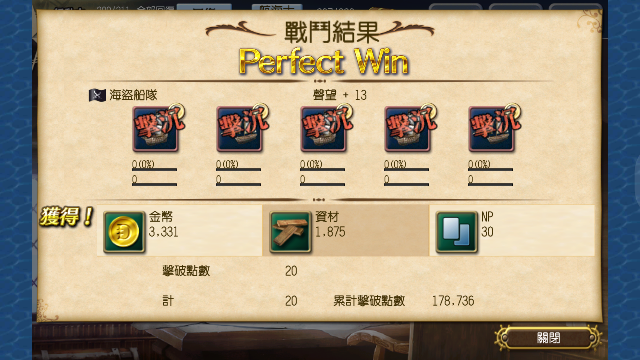 戰鬥結果
Perfect Win
海盜船隊 聲望 + 13
擊沉 擊沉 擊沉 擊沉 擊沉
0(0%) 0(0%) 0(0%) 0(0%) 0(0%)
0 0 0 0 0
獲得！
金幣 資材 NP
3.331 1.875 30
擊破點數 20
計 20 累計擊破點數 178.736
關閉